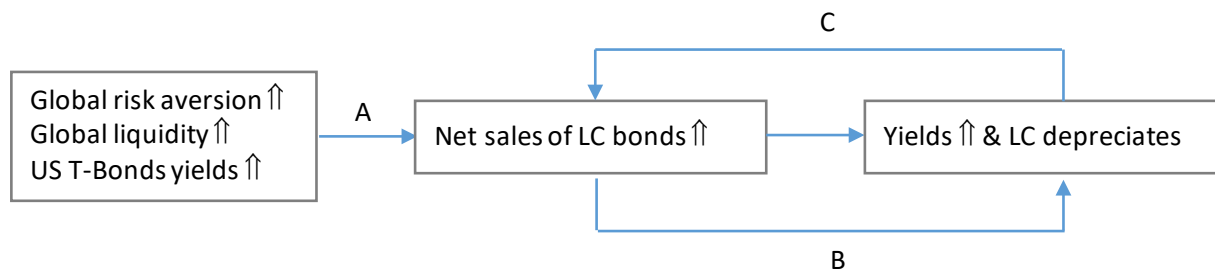 C
Global risk aversion ⇑
Global liquidity ⇑
US T-Bonds yields ⇑
A
Net sales of LC bonds ⇑
Yields ⇑ & LC depreciates
B